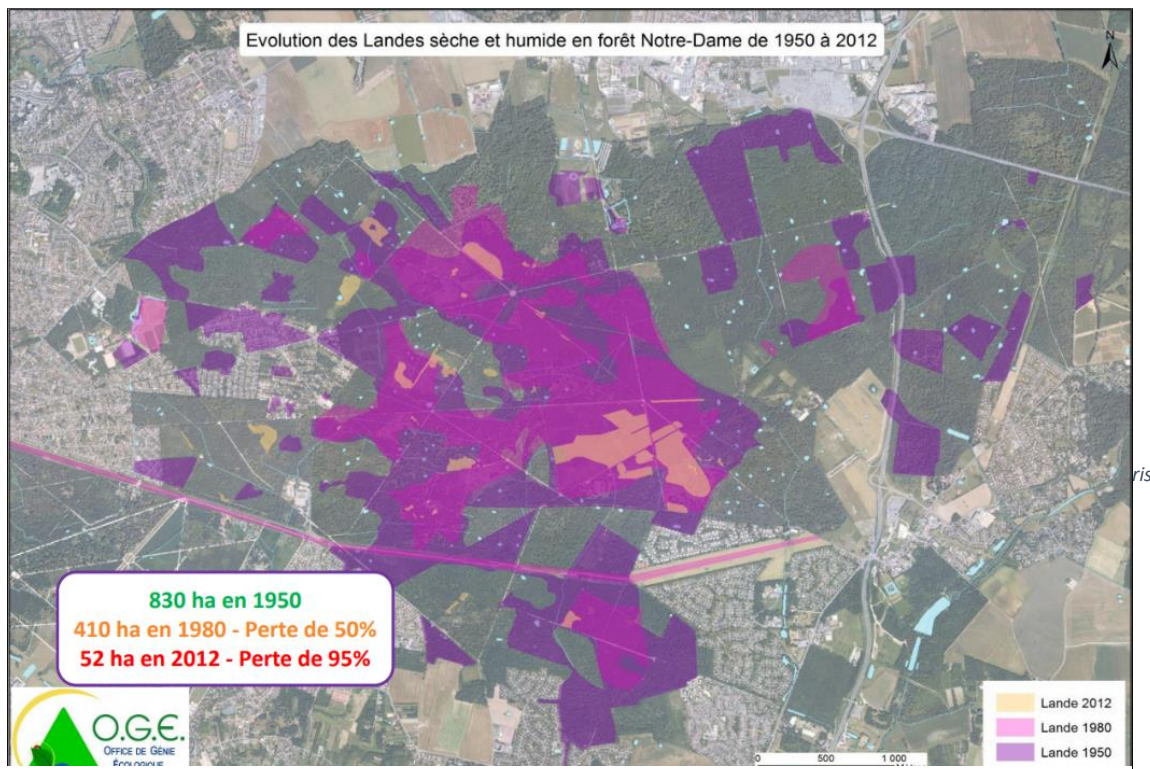 Evolution des Landes sèche et humide en forêt Notre-Dame de 1950 à 2012
N
ris
830 ha en 1950
410 ha en 1980 - Perte de 50%
52 ha en 2012 - Perte de 95%
O.G.E.
OFFICE DE GÉNIE
ÉCOLOGIQUE
Lande 2012
Lande 1980
Lande 1950
0 500 1 000